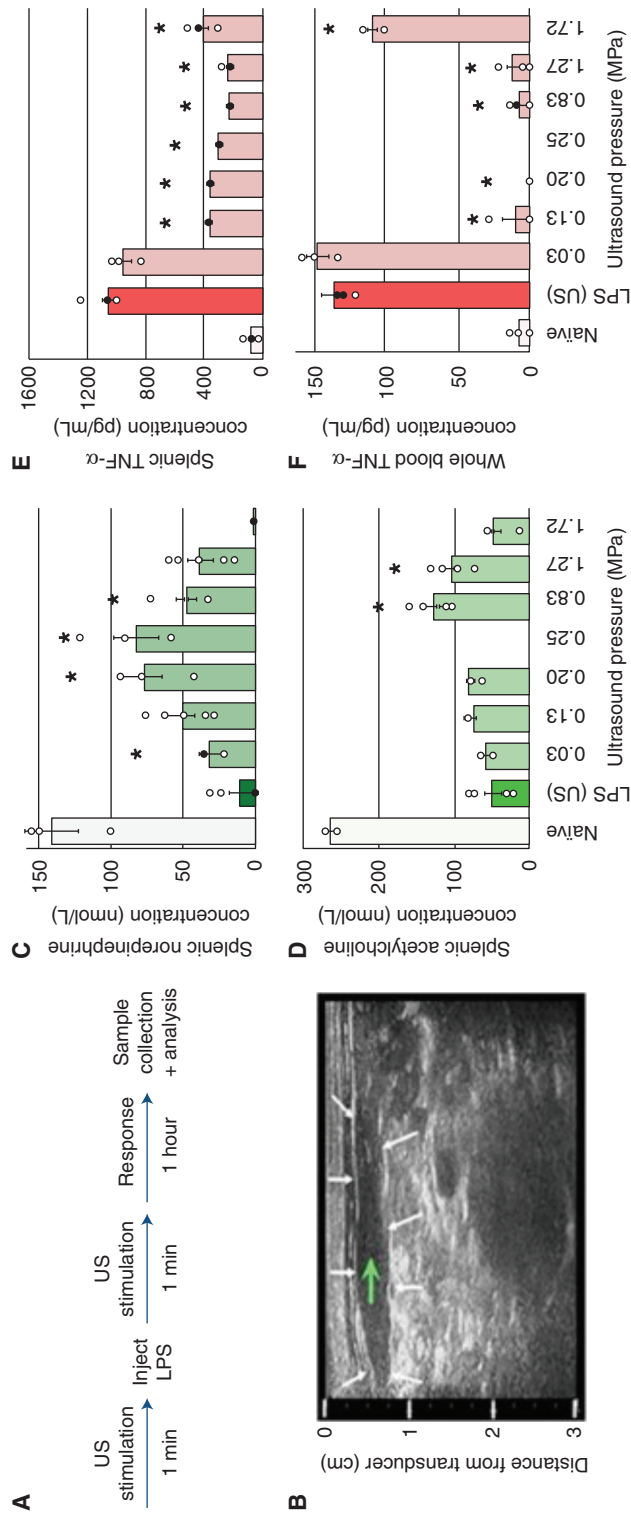 A
US
stimulation
1 min
Inject
LPS
US
stimulation
1 min
Response
1 hour
Sample
collection
+ analysis
B
Distance from transducer (cm)
0
1
2
3
C
Splenic norepinephrine
concentration (nmol/L)
150
100
50
0
*
*
*
*
D
Splenic acetylcholine
concentration (nmol/L)
300
200
100
0
*
*
Naïve
LPS (US)
0.03
0.13
0.20
0.25
0.83
1.27
1.72
Ultrasound pressure (MPa)
E
Splenic TNF-α
concentration (pg/mL)
1600
1200
800
400
0
*
*
*
*
*
*
F
Whole blood TNF-α
concentration (pg/mL)
150
100
50
0
*
*
*
*
*
Naïve
LPS (US)
0.03
0.13
0.20
0.25
0.83
1.27
1.72
Ultrasound pressure (MPa)